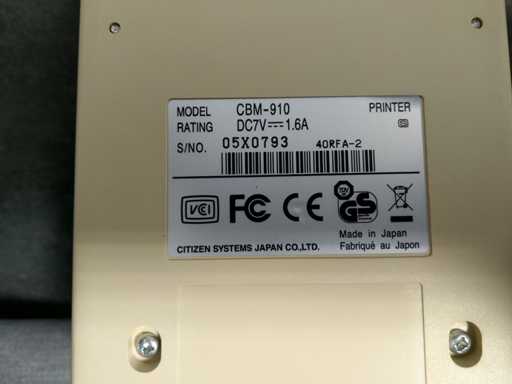 MODEL CBM-910 PRINTER
RATING DC7V 1.6A
S/NO. 05X0793 40RFA-2
VCCI FC CE TÜV GS
Made in Japan
CITIZEN SYSTEMS JAPAN CO.,LTD. Fabriqué au Japon